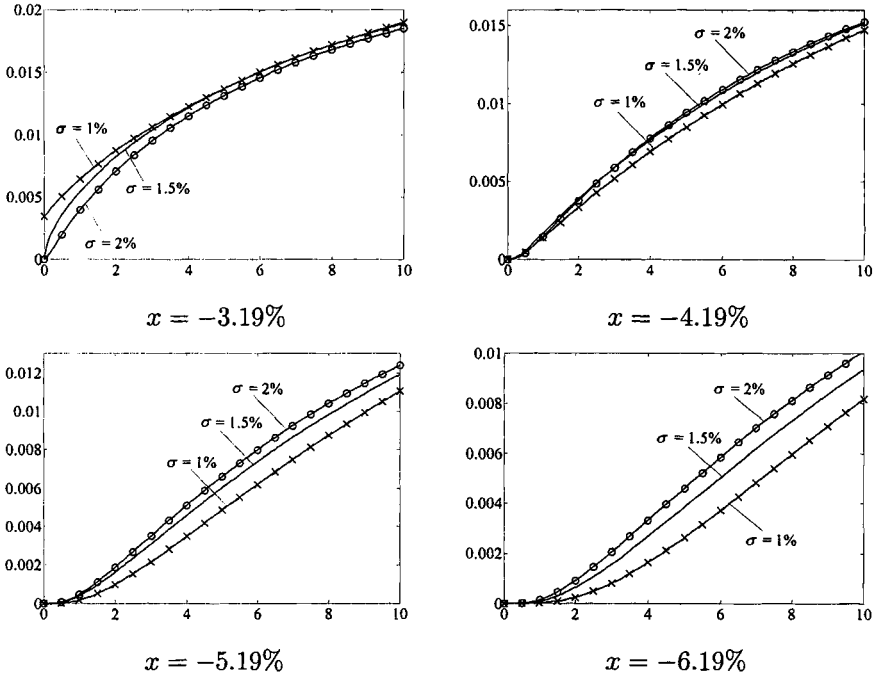 0.02
0.015
0.01
0.005
0
σ = 1%
σ = 1.5%
σ = 2%
0 2 4 6 8 10
x = −3.19%
0.015
0.01
0.005
0
σ = 2%
σ = 1.5%
σ = 1%
0 2 4 6 8 10
x = −4.19%
0.012
0.01
0.008
0.006
0.004
0.002
0
σ = 2%
σ = 1.5%
σ = 1%
0 2 4 6 8 10
x = −5.19%
0.01
0.008
0.006
0.004
0.002
0
σ = 2%
σ = 1.5%
σ = 1%
0 2 4 6 8 10
x = −6.19%